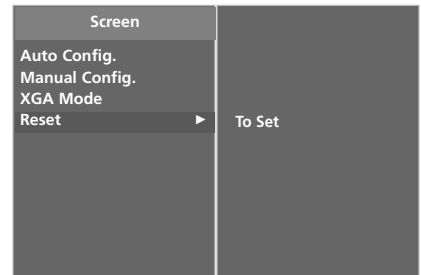 Screen
Auto Config.
Manual Config.
XGA Mode
Reset ► To Set